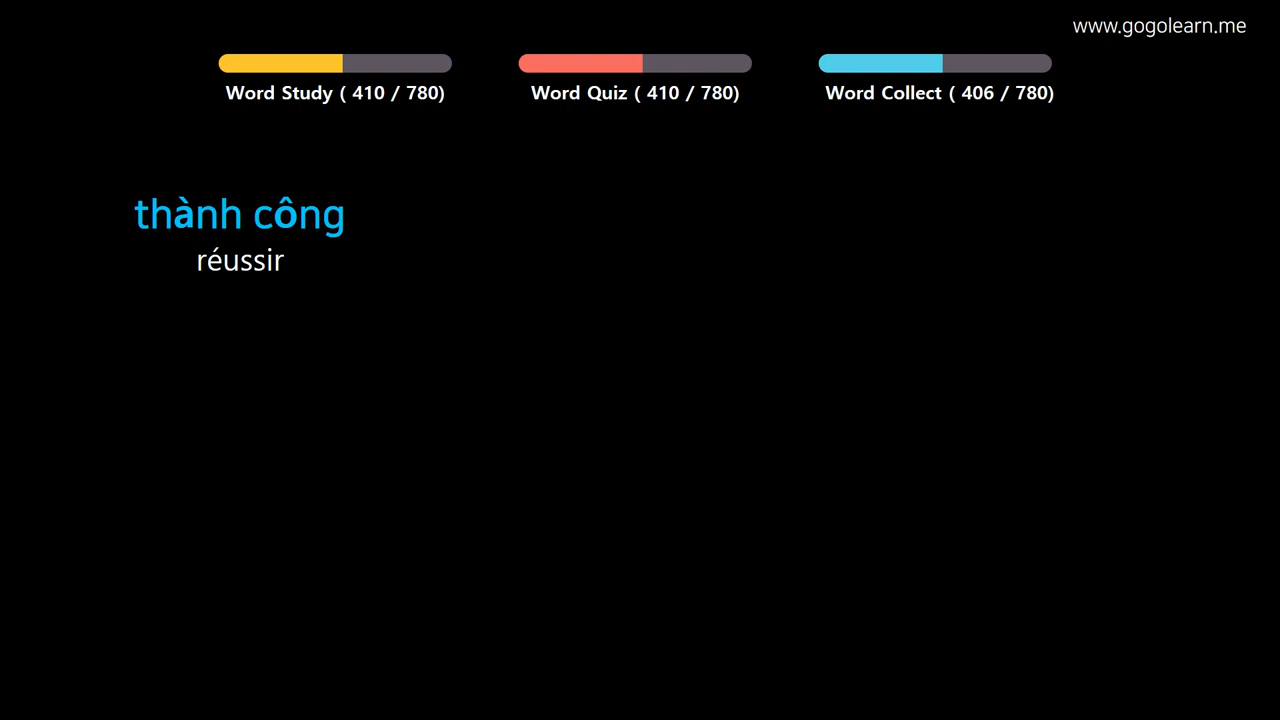 www.gogolearn.me
Word Study ( 410 / 780)
Word Quiz ( 410 / 780)
Word Collect ( 406 / 780)
thành công
réussir